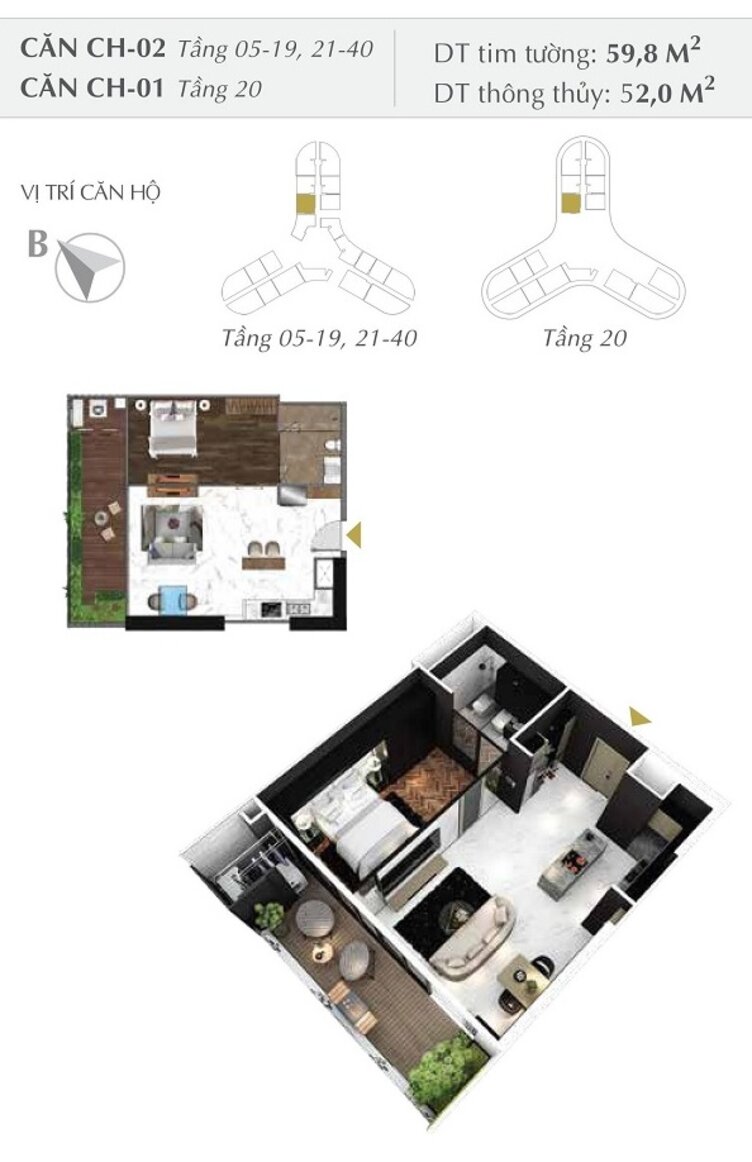 CĂN CH-02 Tầng 05-19, 21-40
CĂN CH-01 Tầng 20
DT tim tường: 59,8 M²
DT thông thủy: 52,0 M²
VỊ TRÍ CĂN HỘ
B
Tầng 05-19, 21-40
Tầng 20